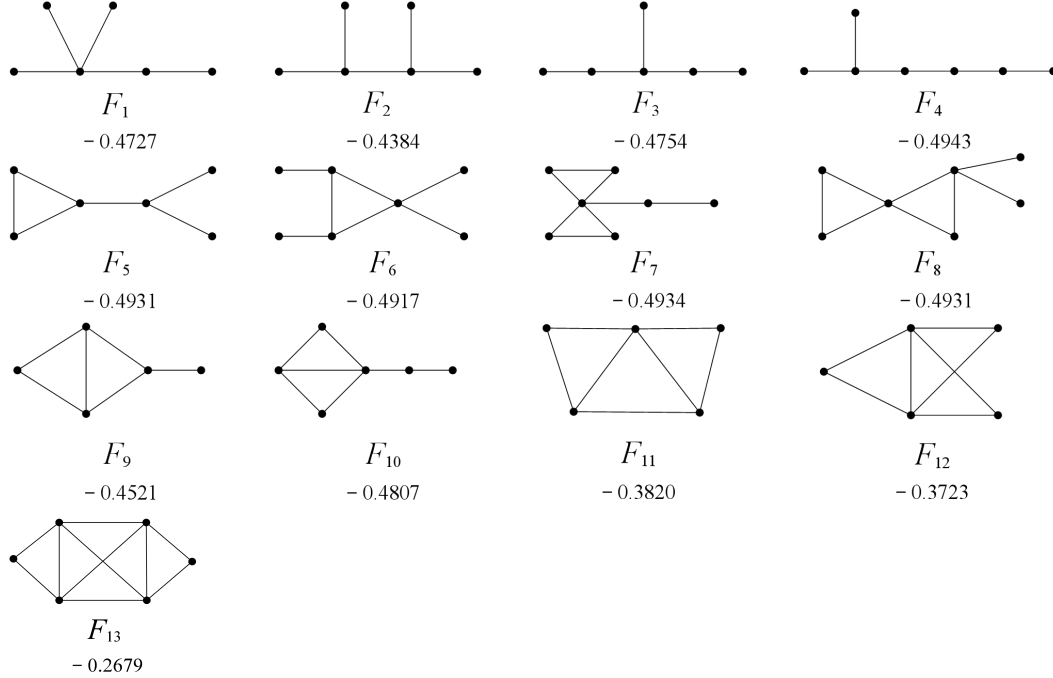 F₁ F₂ F₃ F₄
− 0.4727 − 0.4384 − 0.4754 − 0.4943
F₅ F₆ F₇ F₈
− 0.4931 − 0.4917 − 0.4934 − 0.4931
F₉ F₁₀ F₁₁ F₁₂
− 0.4521 − 0.4807 − 0.3820 − 0.3723
F₁₃
− 0.2679